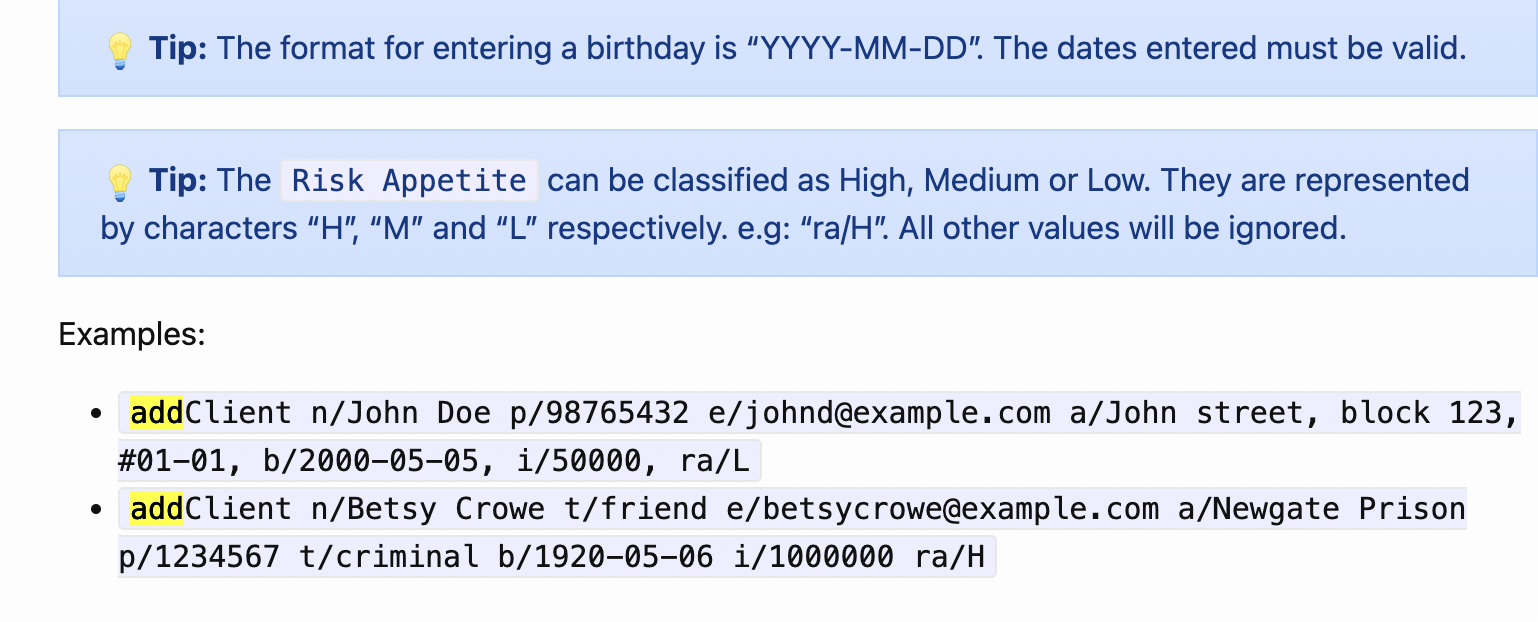 💡 Tip: The format for entering a birthday is “YYYY-MM-DD”. The dates entered must be valid.
💡 Tip: The Risk Appetite can be classified as High, Medium or Low. They are represented
by characters “H”, “M” and “L” respectively. e.g: “ra/H”. All other values will be ignored.
Examples:
• addClient n/John Doe p/98765432 e/johnd@example.com a/John street, block 123,
#01-01, b/2000-05-05, i/50000, ra/L
• addClient n/Betsy Crowe t/friend e/betsycrowe@example.com a/Newgate Prison
p/1234567 t/criminal b/1920-05-06 i/1000000 ra/H